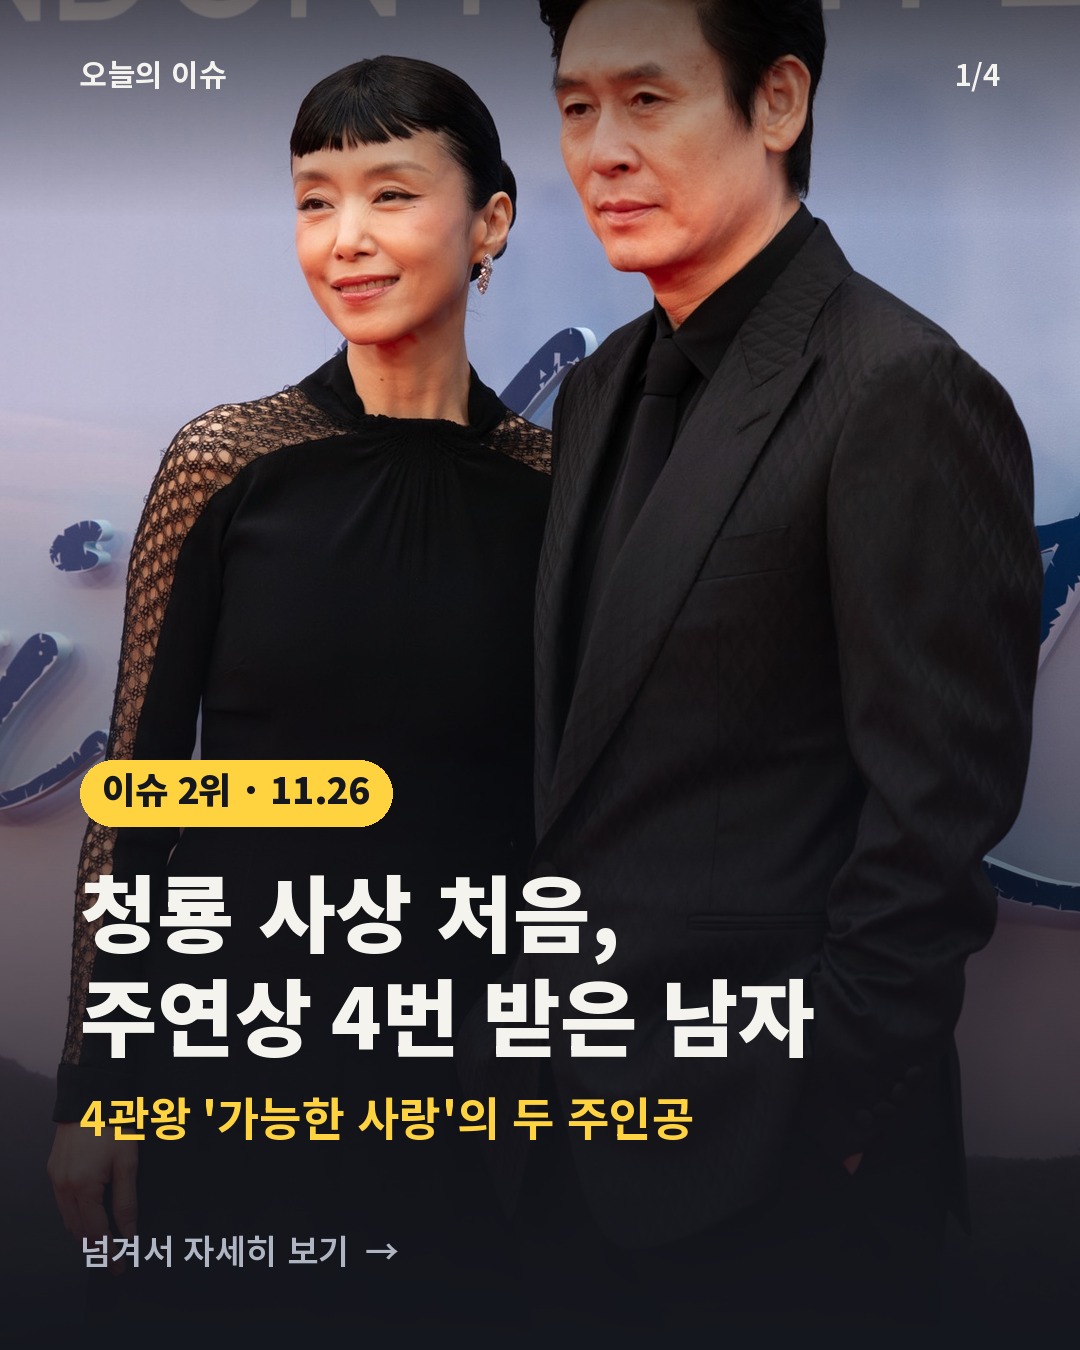 오늘의 이슈
1/4
이슈 2위 · 11.26
청룡 사상 처음,
주연상 4번 받은 남자
4관왕 '가능한 사랑'의 두 주인공
넘겨서 자세히 보기 →